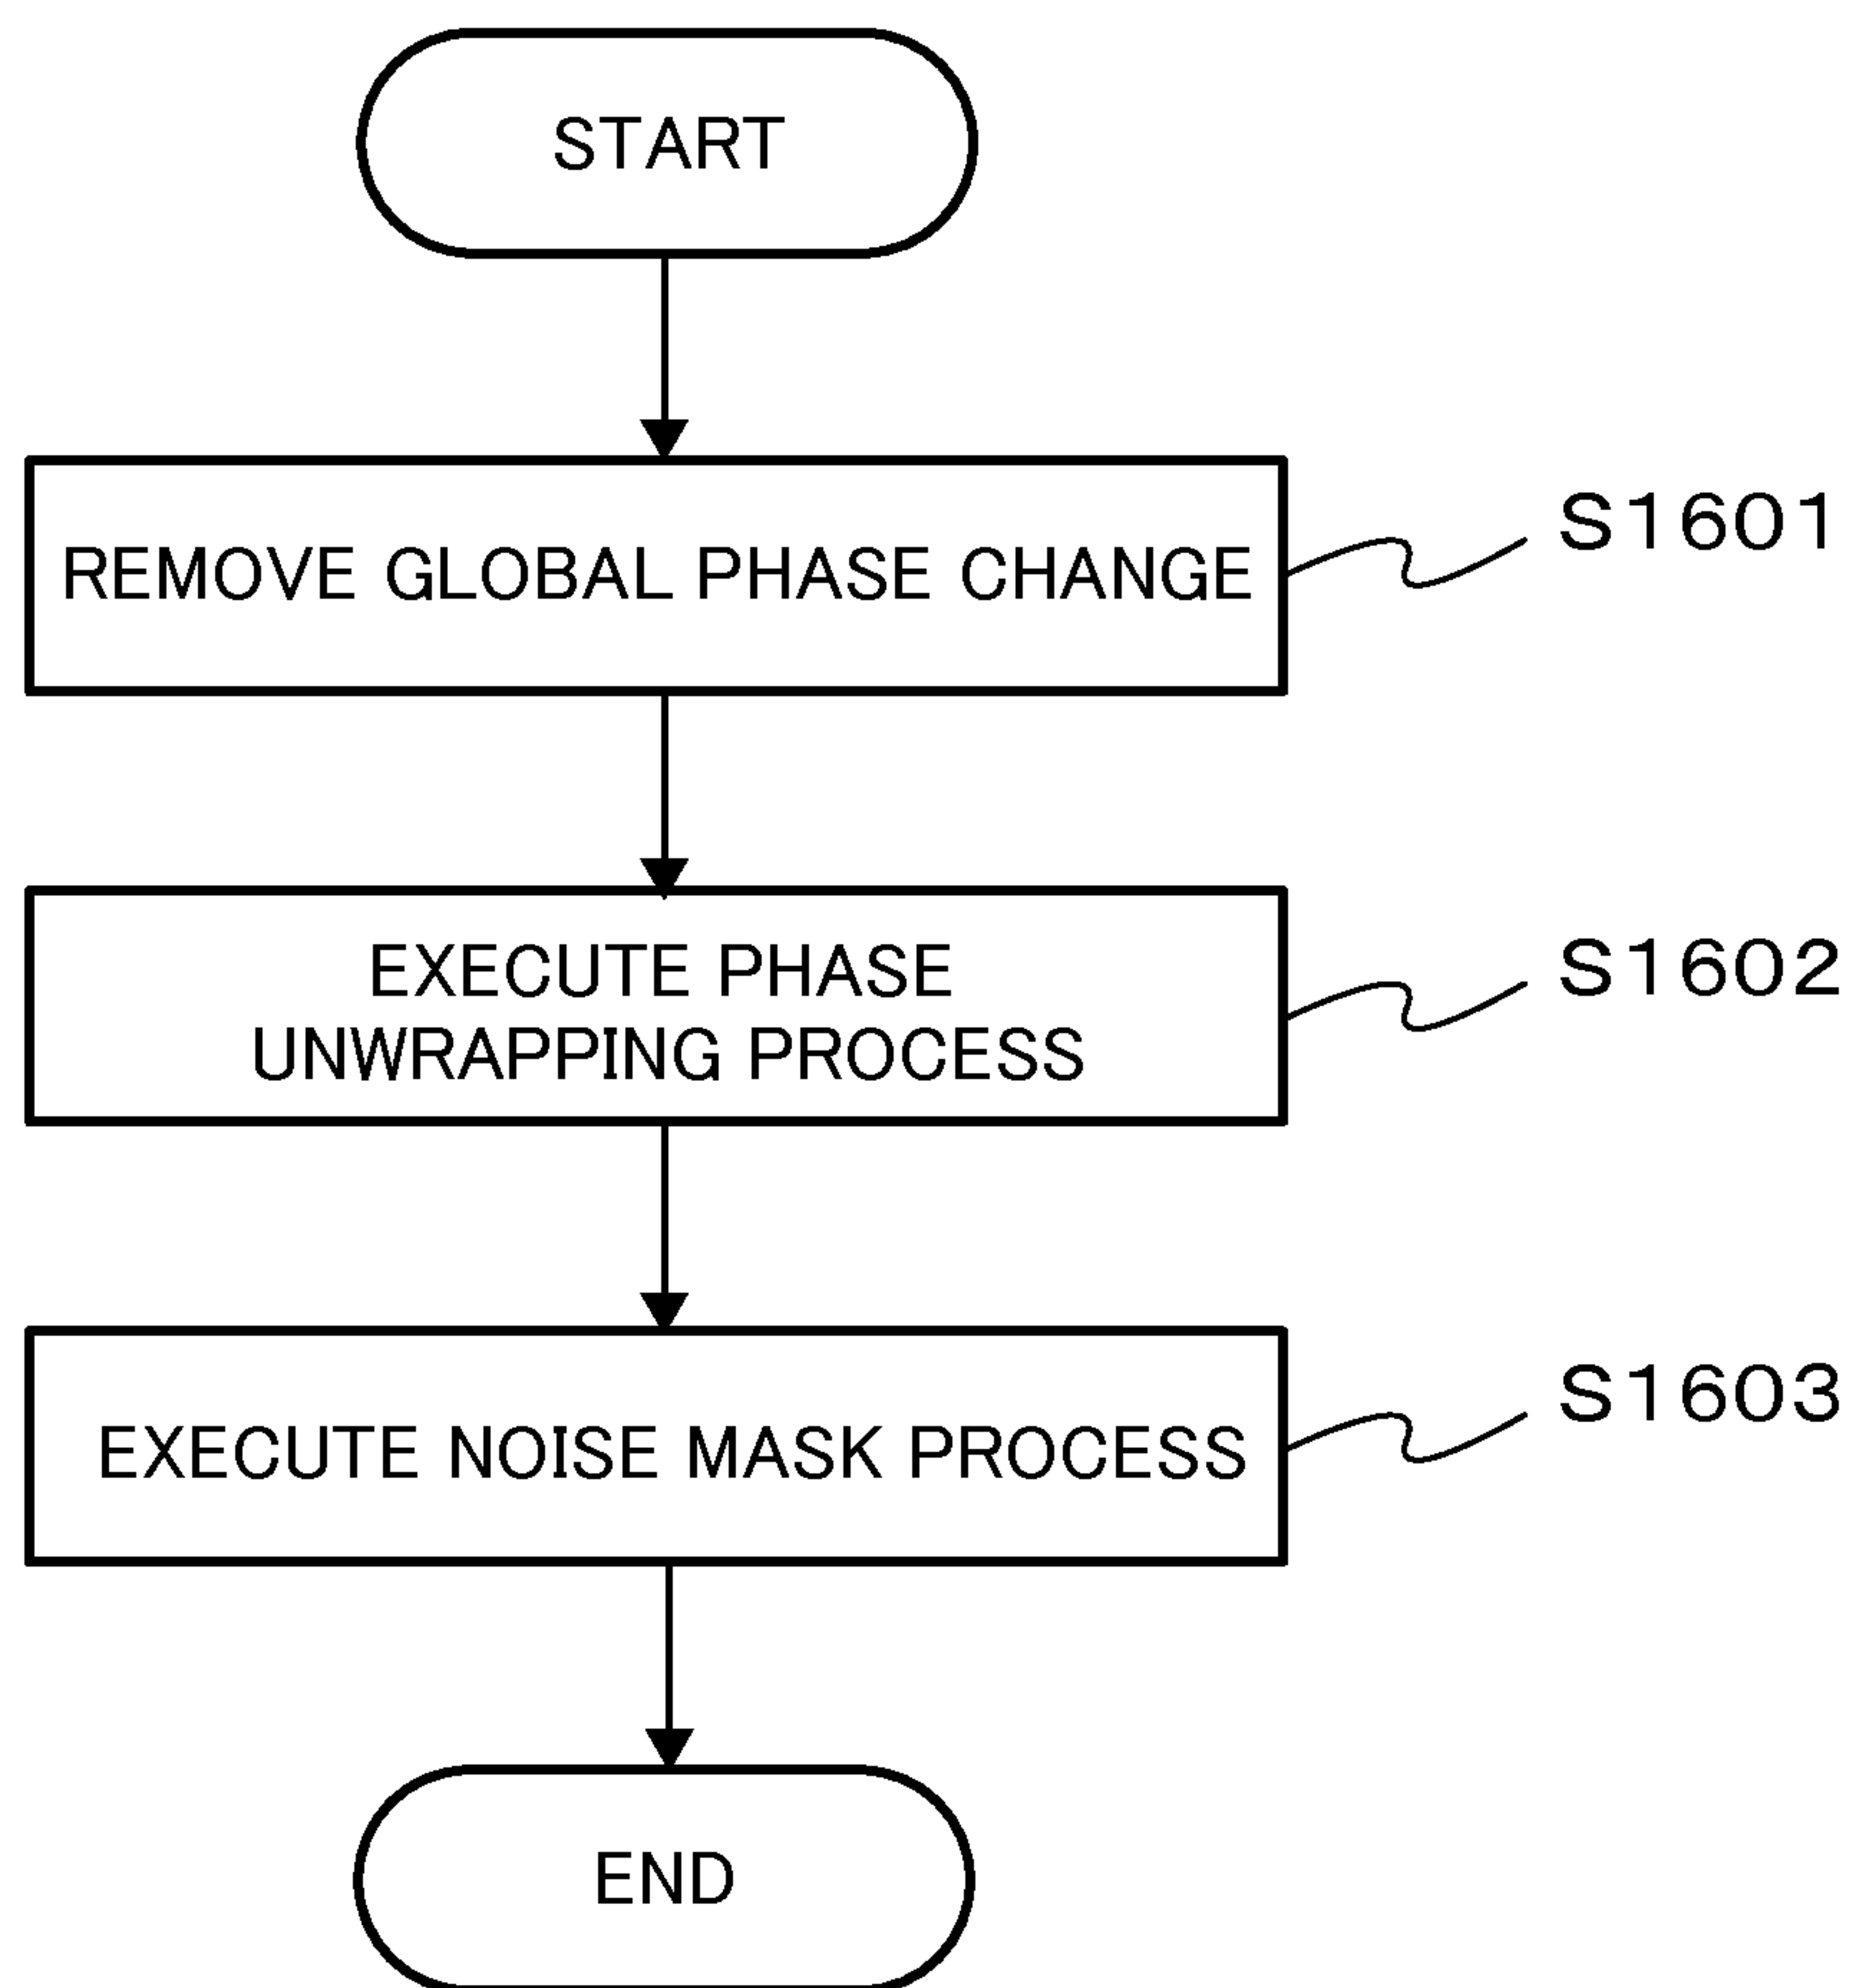 START
REMOVE GLOBAL PHASE CHANGE
S1601
EXECUTE PHASE
UNWRAPPING PROCESS
S1602
EXECUTE NOISE MASK PROCESS
S1603
END